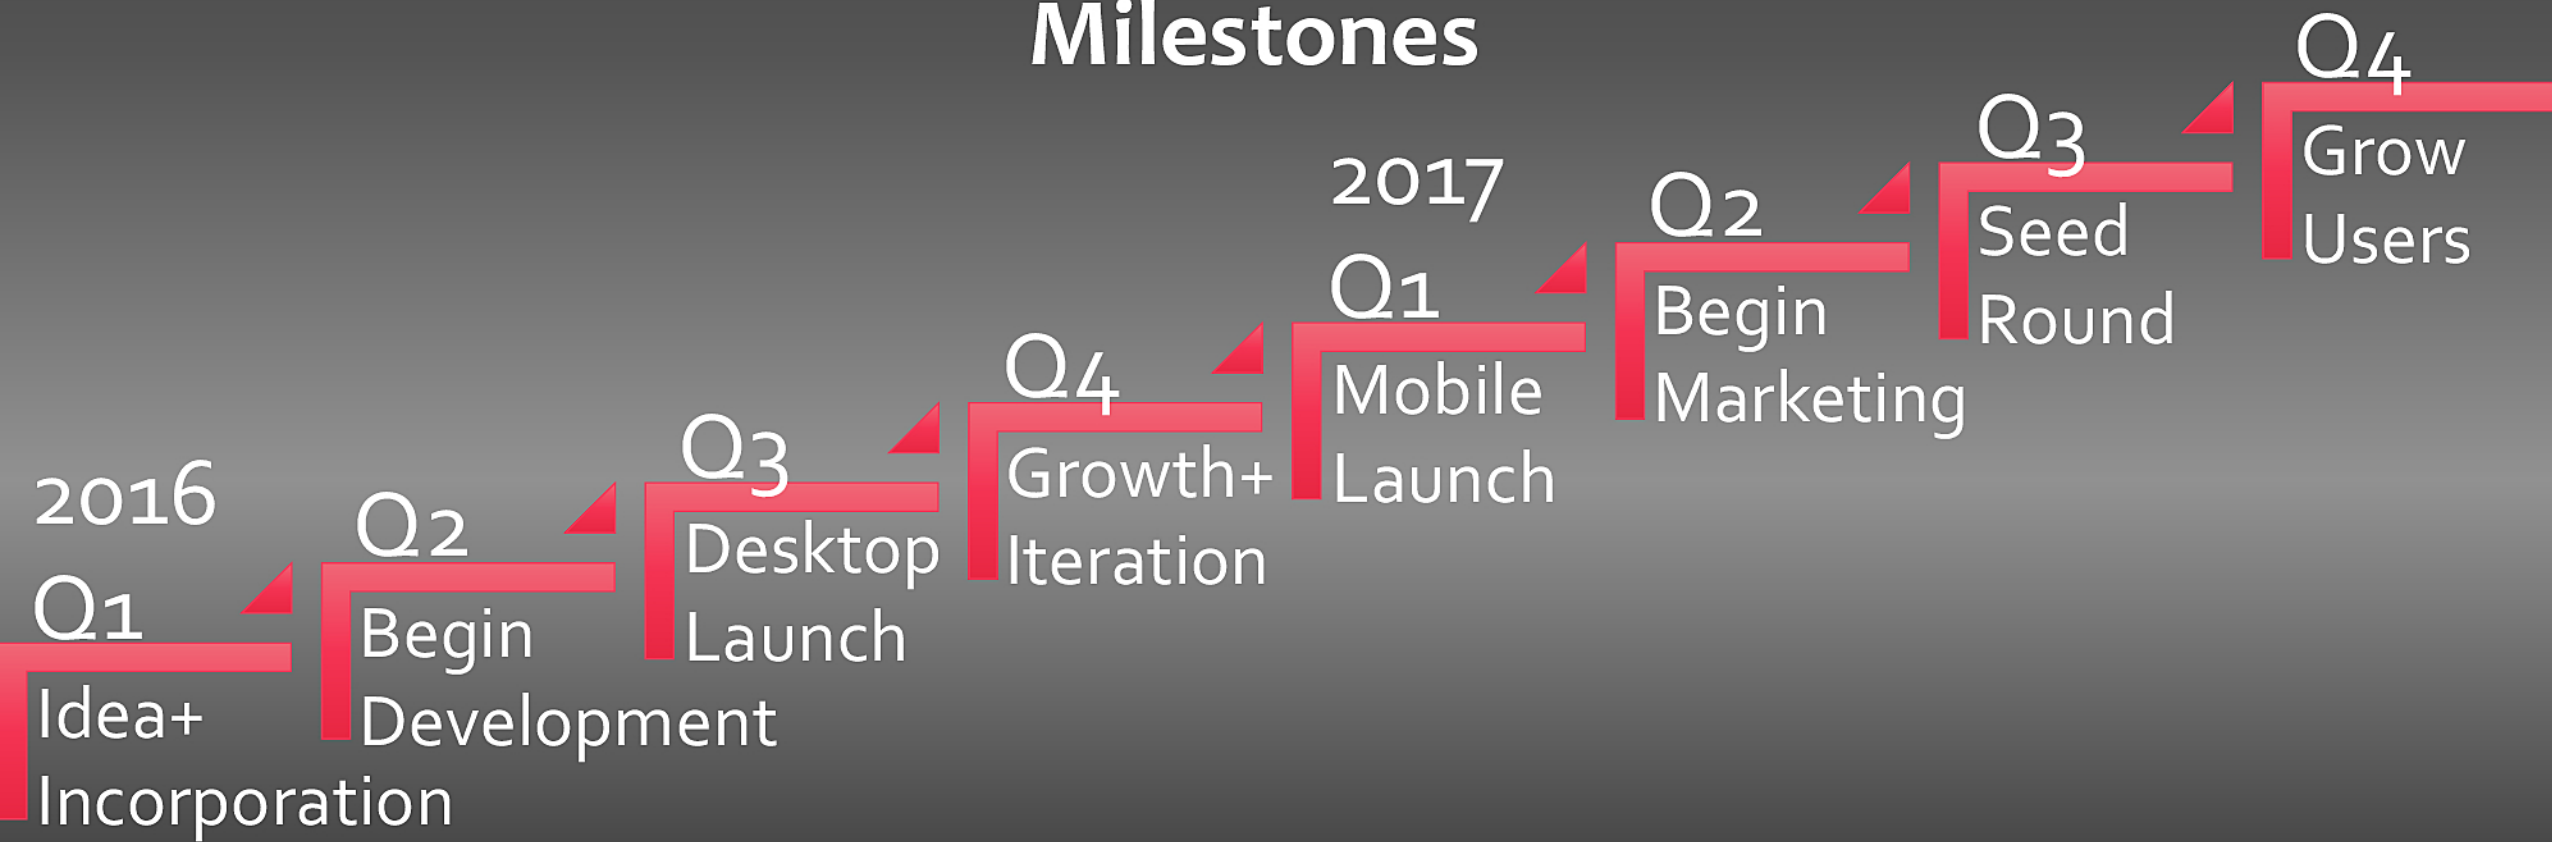 Milestones
2016
Q1
Idea+
Incorporation
Q2
Begin
Development
Q3
Desktop
Launch
Q4
Growth+
Iteration
2017
Q1
Mobile
Launch
Q2
Begin
Marketing
Q3
Seed
Round
Q4
Grow
Users